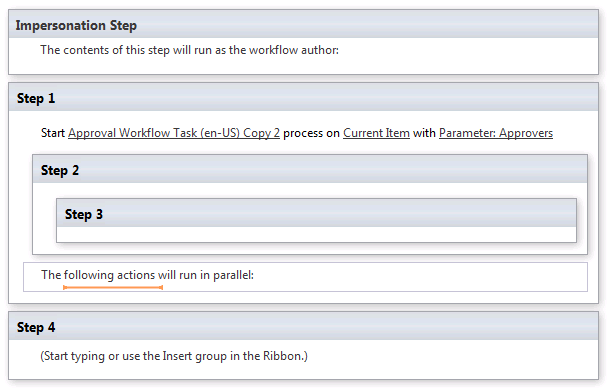 Impersonation Step
The contents of this step will run as the workflow author:
Step 1
Start Approval Workflow Task (en-US) Copy 2 process on Current Item with Parameter: Approvers
Step 2
Step 3
The following actions will run in parallel:
Step 4
(Start typing or use the Insert group in the Ribbon.)